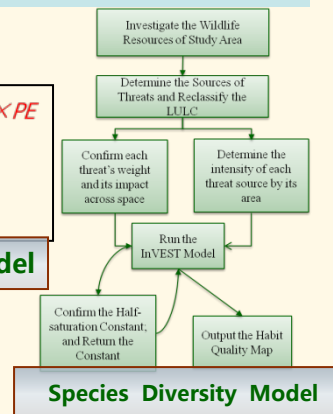 Investigate the Wildlife
Resources of Study Area
Determine the Sources of
Threats and Reclassify the
LULC
×PE
Confirm each
threat's weight
and its impact
across space
Determine the
intensity of each
threat source by its
area
Run the
InVEST Model
del
Confirm the Half-
saturation Constant;
and Return the
Constant
Output the Habit
Quality Map
Species Diversity Model